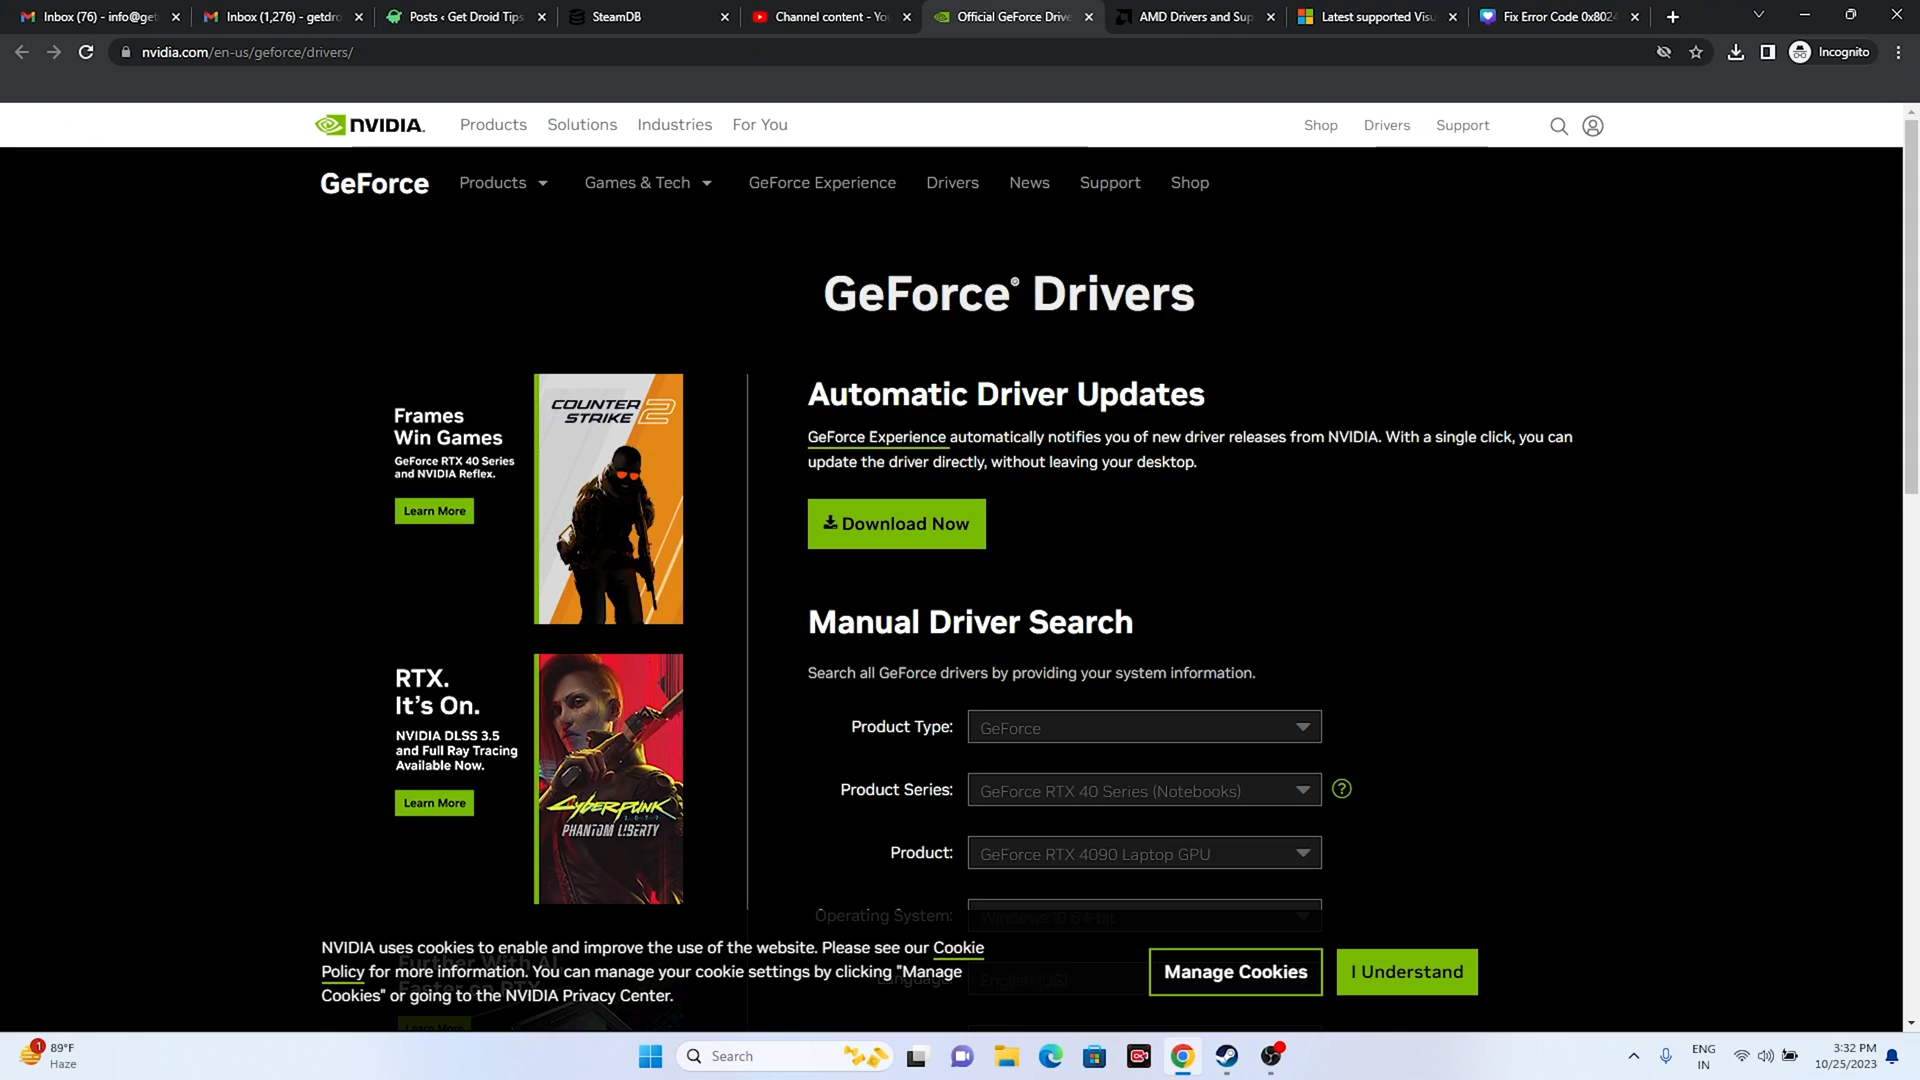 Inbox (76) - info@get
Inbox (1,276) - getdro
Posts ‹ Get Droid Tips
SteamDB
Channel content - Yo
Official GeForce Drive
AMD Drivers and Sup
Latest supported Visu
Fix Error Code 0x8024
nvidia.com/en-us/geforce/drivers/
Incognito
NVIDIA.
Products
Solutions
Industries
For You
Shop
Drivers
Support
GeForce
Products
Games & Tech
GeForce Experience
Drivers
News
Support
Shop
GeForce® Drivers
Frames
Win Games
GeForce RTX 40 Series
and NVIDIA Reflex.
Learn More
COUNTER
STRIKE 2
Automatic Driver Updates
GeForce Experience automatically notifies you of new driver releases from NVIDIA. With a single click, you can
update the driver directly, without leaving your desktop.
Download Now
Manual Driver Search
Search all GeForce drivers by providing your system information.
RTX.
It's On.
NVIDIA DLSS 3.5
and Full Ray Tracing
Available Now.
Learn More
CYBERPUNK
2077
PHANTOM LIBERTY
Product Type:
GeForce
Product Series:
GeForce RTX 40 Series (Notebooks)
Product:
GeForce RTX 4090 Laptop GPU
Operating System:
Windows 10 64-bit
Language:
English (US)
Further With AI
Faster on RTX
Learn More
NVIDIA uses cookies to enable and improve the use of the website. Please see our Cookie
Policy for more information. You can manage your cookie settings by clicking "Manage
Cookies" or going to the NVIDIA Privacy Center.
Manage Cookies
I Understand
1
89°F
Haze
Search
ENG
IN
3:32 PM
10/25/2023